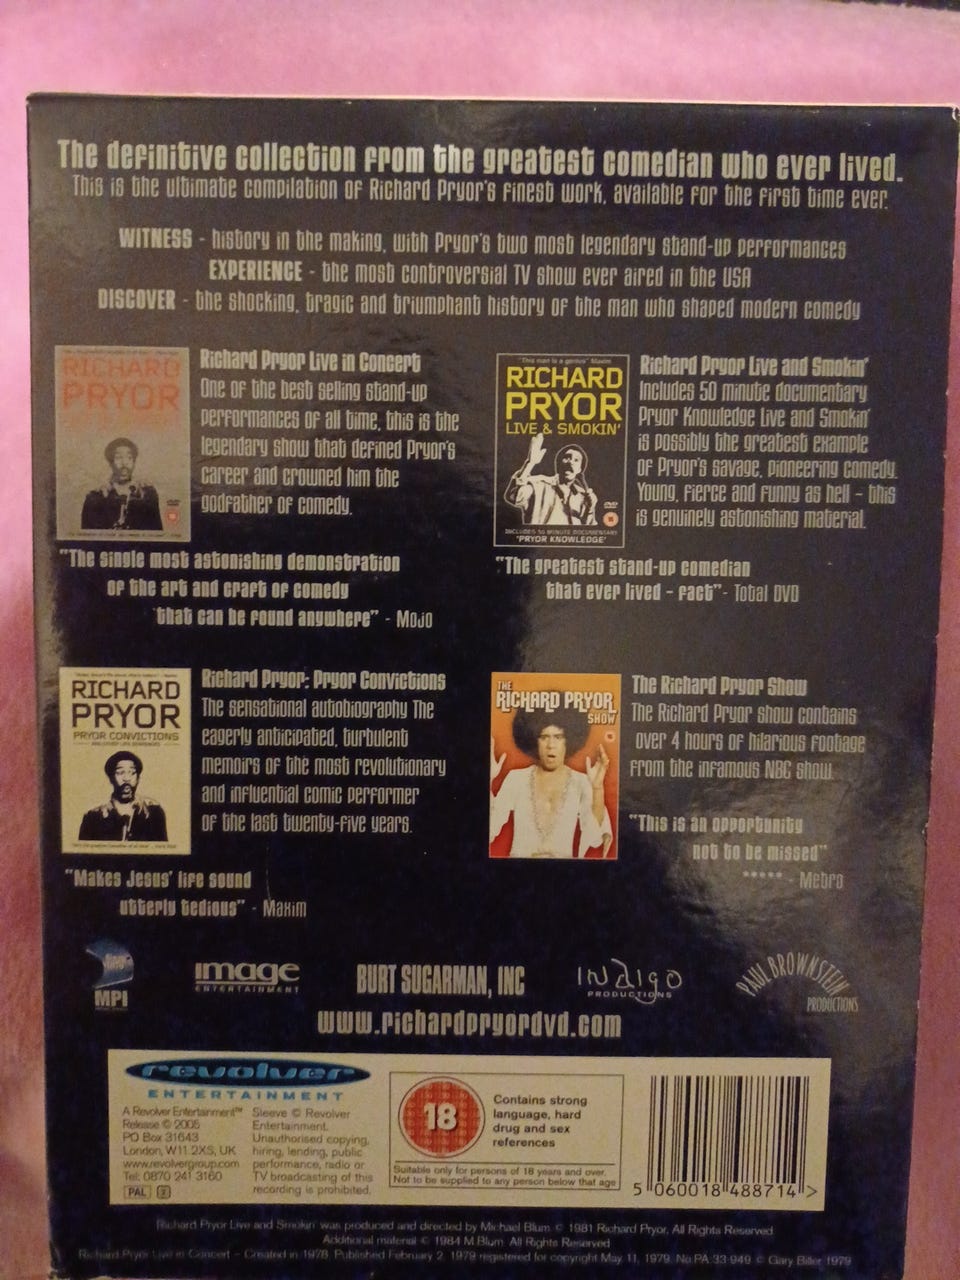 The definitive collection from the greatest comedian who ever lived.
This is the ultimate compilation of Richard Pryor's finest work, available for the first time ever.
WITNESS - history in the making, with Pryor's two most legendary stand-up performances
EXPERIENCE - the most controversial TV show ever aired in the USA
DISCOVER - the shocking, tragic and triumphant history of the man who shaped modern comedy
RICHARD
PRYOR
Richard Pryor Live in Concert
One of the best selling stand-up
performances of all time, this is the
legendary show that defined Pryor's
career and crowned him the
godfather of comedy.
"The single most astonishing demonstration
of the art and craft of comedy
that can be found anywhere" - Mojo
"This man is a genius" Maxim
RICHARD
PRYOR
LIVE & SMOKIN'
INCLUDES 50 MINUTE DOCUMENTARY
'PRYOR KNOWLEDGE'
Richard Pryor Live and Smokin'
Includes 50 minute documentary
Pryor Knowledge Live and Smokin'
is possibly the greatest example
of Pryor's savage, pioneering comedy.
Young, fierce and funny as hell - this
is genuinely astonishing material.
"The greatest stand-up comedian
that ever lived - fact" - Total DVD
RICHARD
PRYOR
PRYOR CONVICTIONS
Richard Pryor: Pryor Convictions
The sensational autobiography The
eagerly anticipated, turbulent
memoirs of the most revolutionary
and influential comic performer
of the last twenty-five years.
"Makes Jesus' life sound
utterly tedious" - Maxim
THE
RICHARD PRYOR
SHOW
The Richard Pryor Show
The Richard Pryor show contains
over 4 hours of hilarious footage
from the infamous NBC show.
"This is an opportunity
not to be missed"
***** - Metro
MPI
image
ENTERTAINMENT
BURT SUGARMAN, INC
INdigo
PRODUCTIONS
PAUL BROWNSTEIN
PRODUCTIONS
www.richardpryordvd.com
revolver
ENTERTAINMENT
A Revolver Entertainment™
Release © 2005
PO Box 31643
London, W11 2XS, UK
www.revolvergroup.com
Tel: 0870 241 3160
PAL 2
Sleeve © Revolver
Entertainment.
Unauthorised copying,
hiring, lending, public
performance, radio or
TV broadcasting of this
recording is prohibited.
18
Contains strong
language, hard
drug and sex
references
Suitable only for persons of 18 years and over.
Not to be supplied to any person below that age
5 060018 488714 >
Richard Pryor Live and Smokin' was produced and directed by Michael Blum © 1981 Richard Pryor, All Rights Reserved
Additional material © 1984 M.Blum. All Rights Reserved
Richard Pryor Live in Concert - Created in 1978. Published February 2, 1979 registered for copyright May 11, 1979. No PA 33-949 © Gary Biller 1979